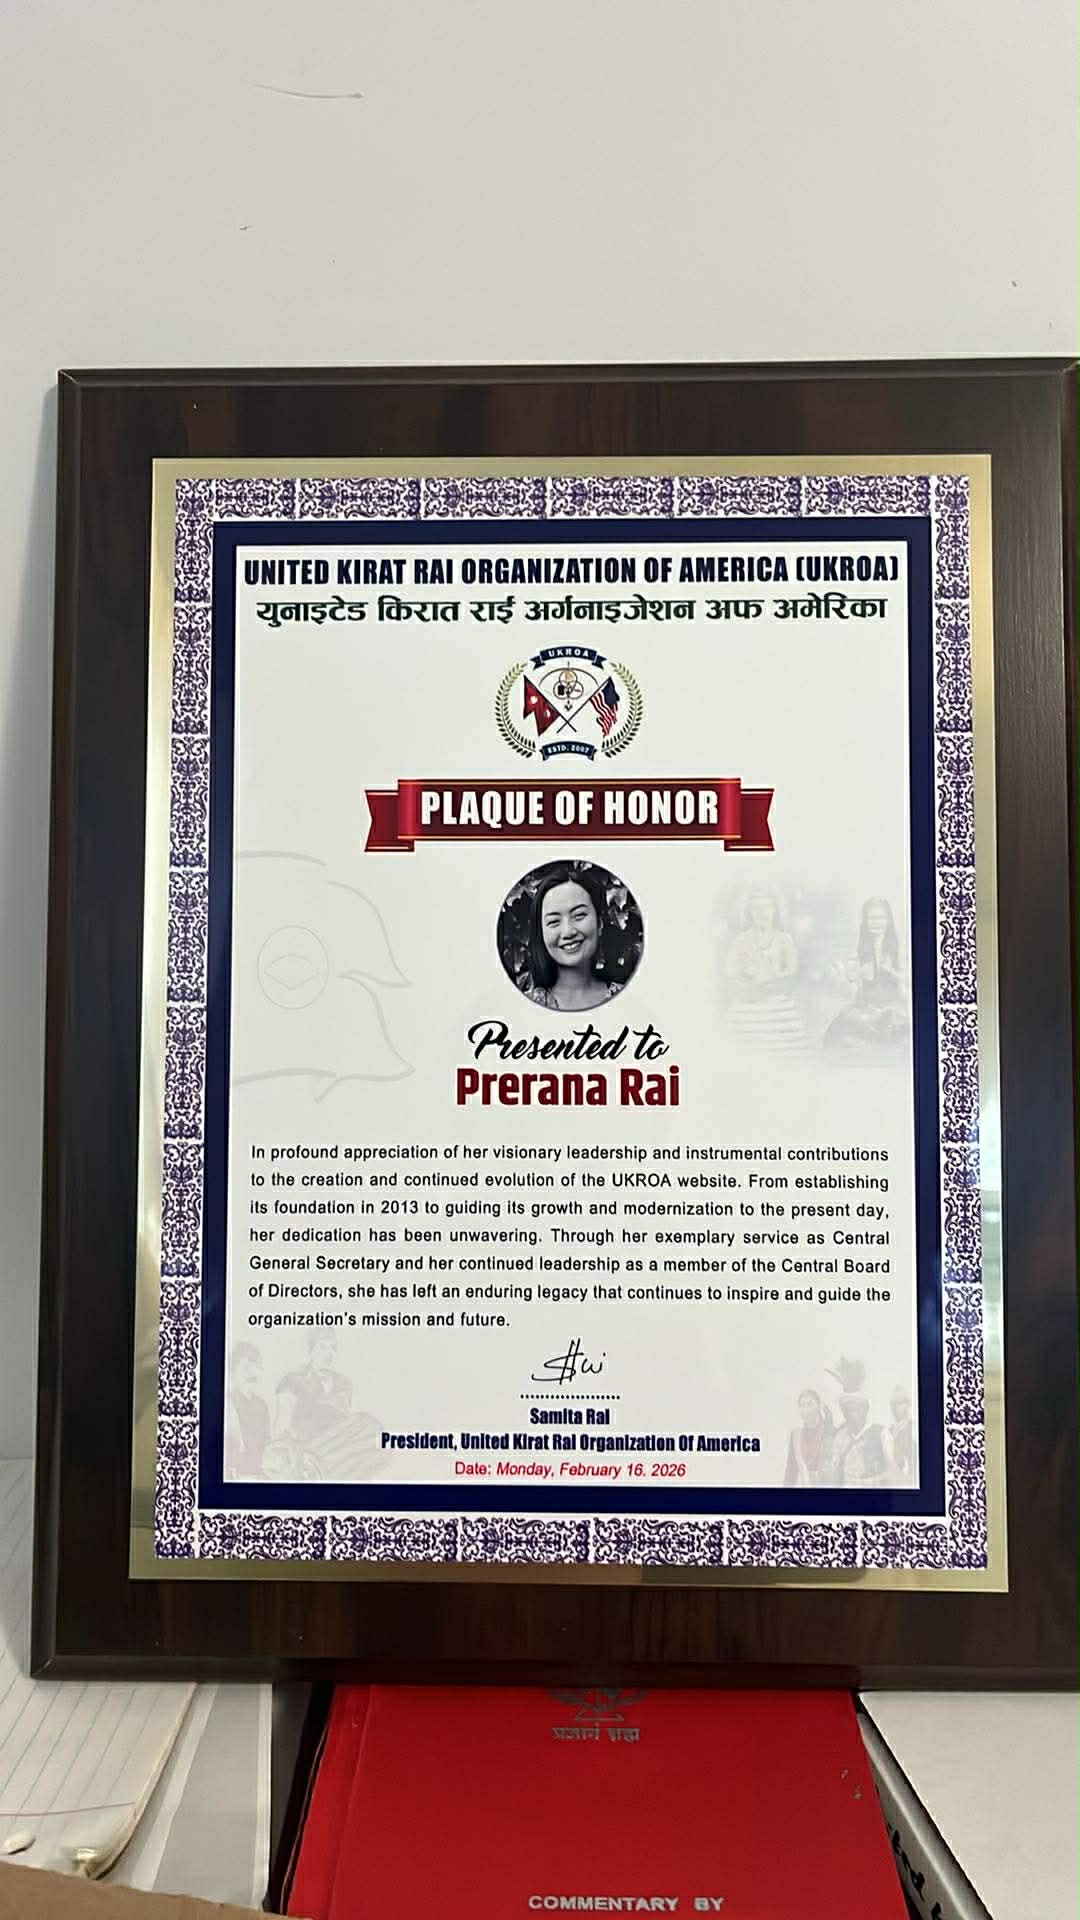 UNITED KIRAT RAI ORGANIZATION OF AMERICA (UKROA)
युनाइटेड किरात राई अर्गनाइजेशन अफ अमेरिका
UKROA
ESTD. 2007
PLAQUE OF HONOR
Presented to
Prerana Rai
In profound appreciation of her visionary leadership and instrumental contributions
to the creation and continued evolution of the UKROA website. From establishing
its foundation in 2013 to guiding its growth and modernization to the present day,
her dedication has been unwavering. Through her exemplary service as Central
General Secretary and her continued leadership as a member of the Central Board
of Directors, she has left an enduring legacy that continues to inspire and guide the
organization's mission and future.
Samita Rai
President, United Kirat Rai Organization Of America
Date: Monday, February 16. 2026
प्रज्ञानं ब्रह्म
COMMENTARY BY